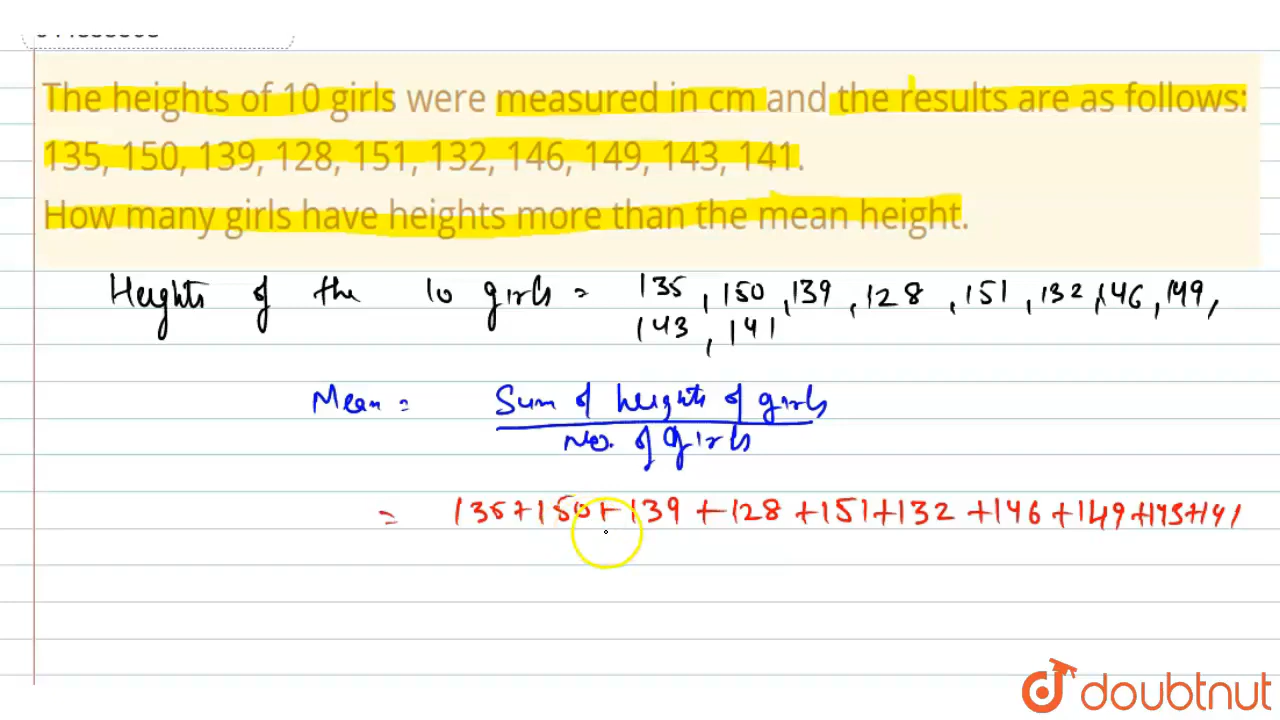 The heights of 10 girls were measured in cm and the results are as follows:
135, 150, 139, 128, 151, 132, 146, 149, 143, 141.
How many girls have heights more than the mean height.
Heights of the 10 girls = 135, 150, 139, 128, 151, 132, 146, 149,
143, 141
Mean = Sum of heights of girls
No. of Girls
= 135+150+139+128+151+132+146+149+143+141
doubtnut